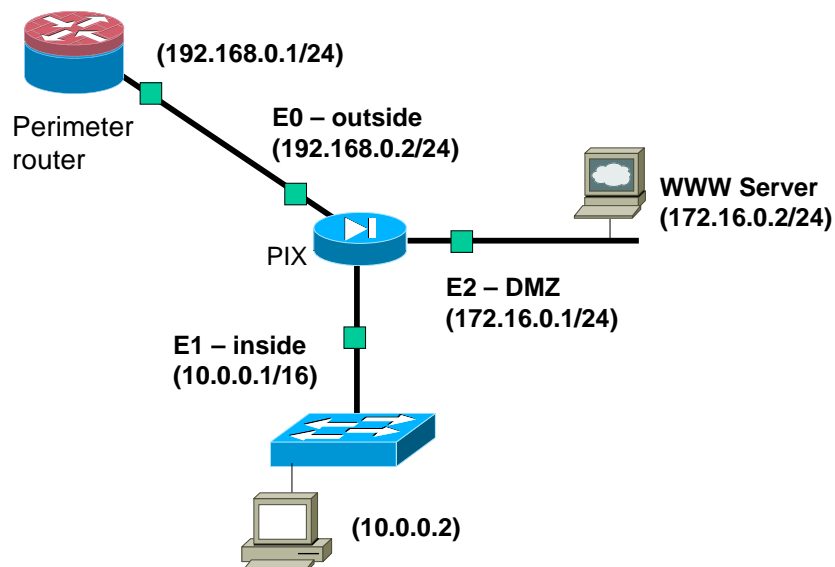 (192.168.0.1/24)
Perimeter
router
E0 – outside
(192.168.0.2/24)
WWW Server
(172.16.0.2/24)
PIX
E2 – DMZ
(172.16.0.1/24)
E1 – inside
(10.0.0.1/16)
(10.0.0.2)